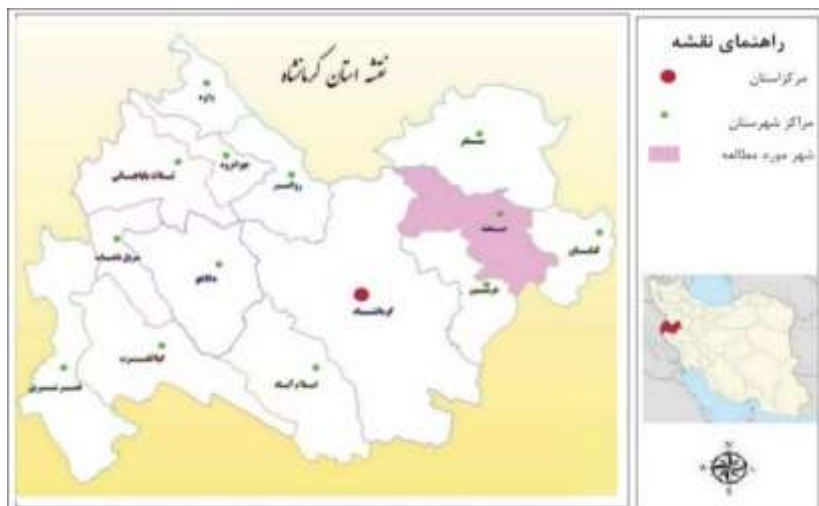 نقشه استان کرمانشاه
پاوه
سنقر
جوانرود
ثلاث باباجانی
روانسر
صحنه
کنگاور
سرپل ذهاب
دالاهو
هرسین
کرمانشاه
گیلانغرب
اسلام آباد
قصر شیرین
راهنمای نقشه
مرکز استان
مراکز شهرستان
شهر مورد مطالعه
N
S